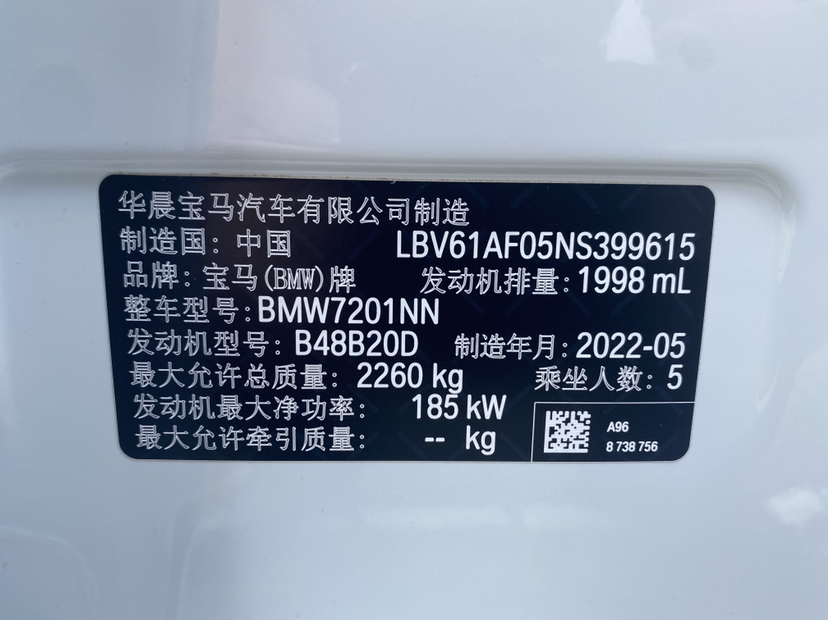 华晨宝马汽车有限公司制造
制造国: 中国 LBV61AF05NS399615
品牌: 宝马(BMW)牌 发动机排量: 1998 mL
整车型号: BMW7201NN
发动机型号: B48B20D 制造年月: 2022-05
最大允许总质量: 2260 kg 乘坐人数: 5
发动机最大净功率: 185 kW
最大允许牵引质量: -- kg
A96
8 738 756